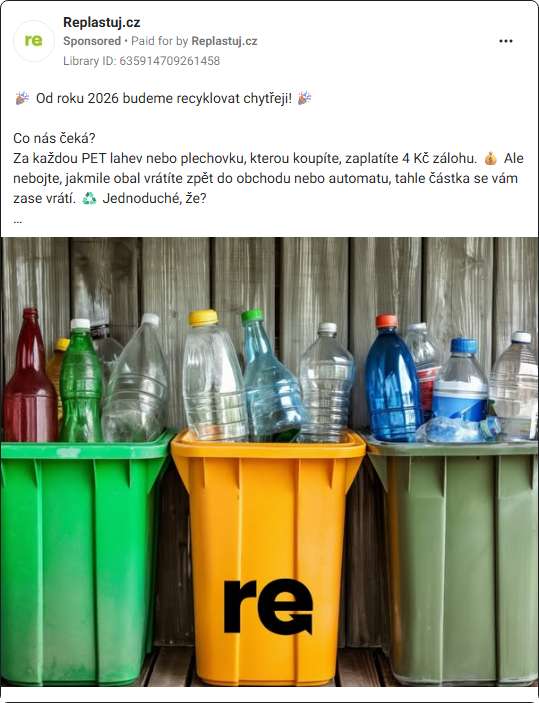 Replastuj.cz
Sponsored • Paid for by Replastuj.cz
Library ID: 635914709261458
re
🎉 Od roku 2026 budeme recyklovat chytřeji! 🎉
Co nás čeká?
Za každou PET lahev nebo plechovku, kterou koupíte, zaplatíte 4 Kč zálohu. 💰 Ale
nebojte, jakmile obal vrátíte zpět do obchodu nebo automatu, tahle částka se vám
zase vrátí. ♻️ Jednoduché, že?
...
re